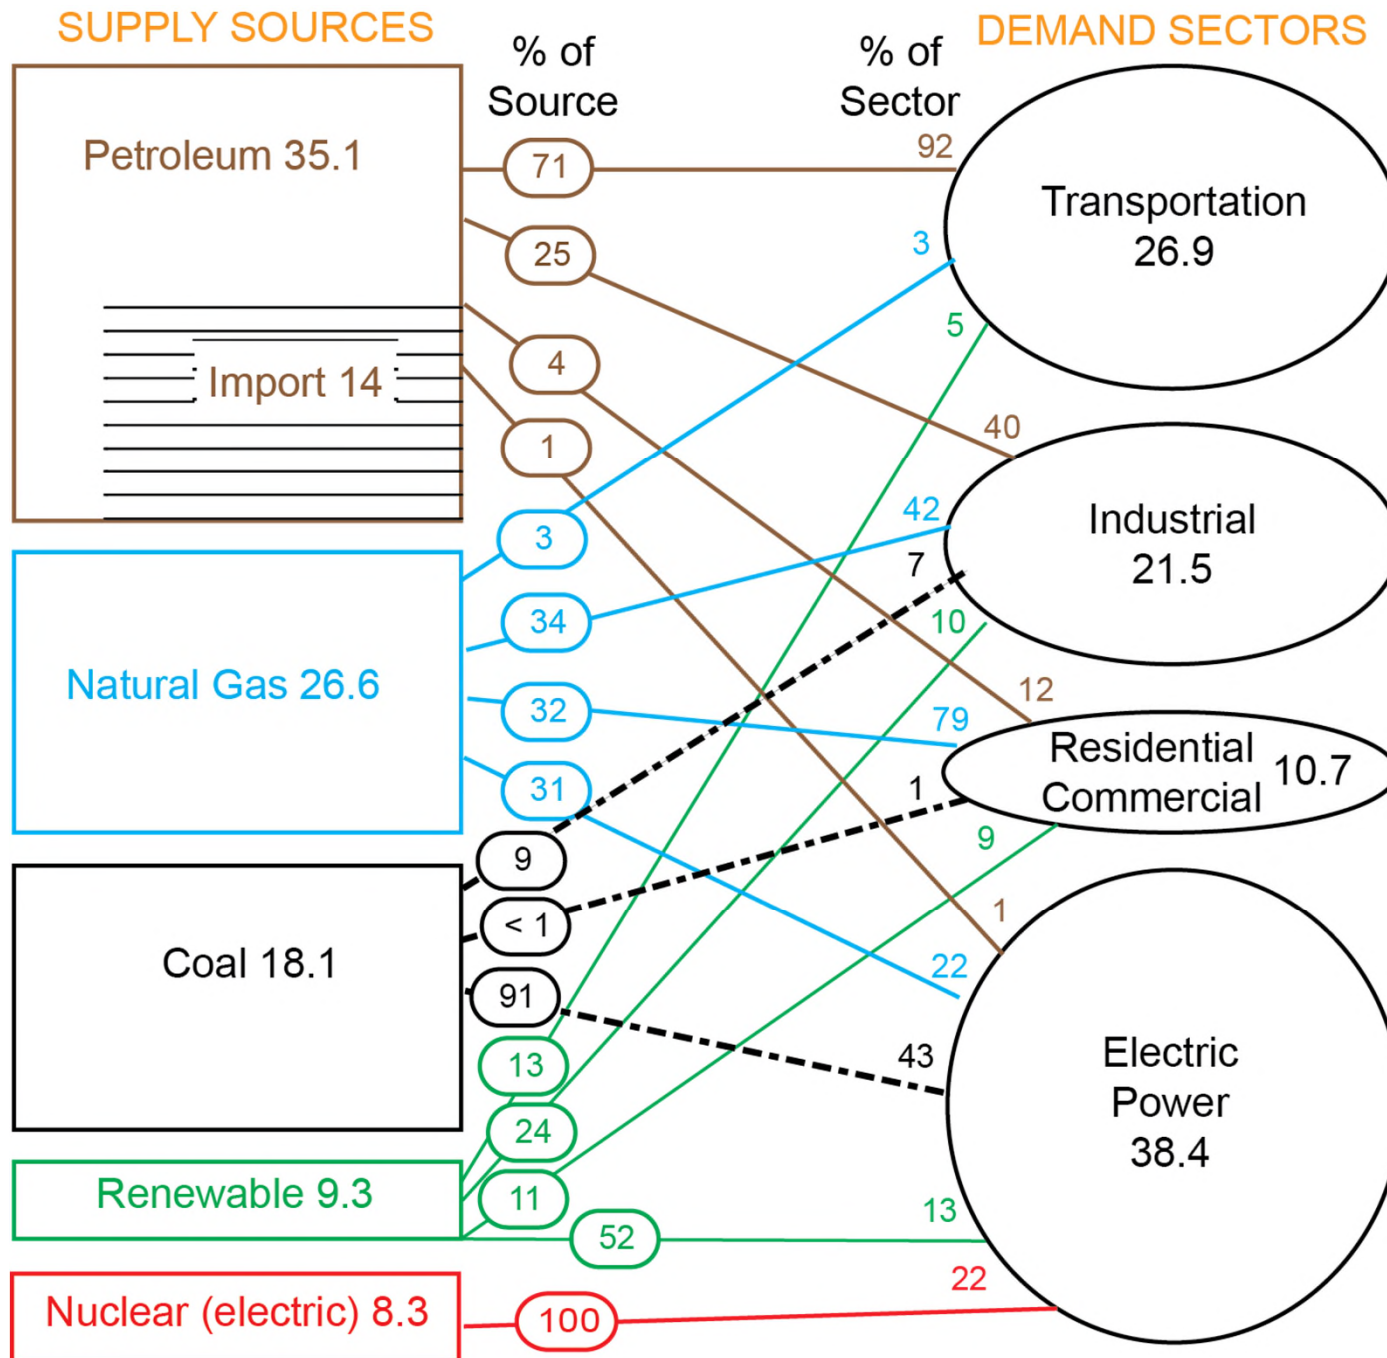 SUPPLY SOURCES
DEMAND SECTORS
% of
Source
% of
Sector
Petroleum 35.1
Import 14
Natural Gas 26.6
Coal 18.1
Renewable 9.3
Nuclear (electric) 8.3
71
25
4
1
3
34
32
31
9
< 1
91
13
24
11
52
100
92
3
5
40
42
7
10
12
79
1
9
1
22
43
13
22
Transportation
26.9
Industrial
21.5
Residential
Commercial
10.7
Electric
Power
38.4